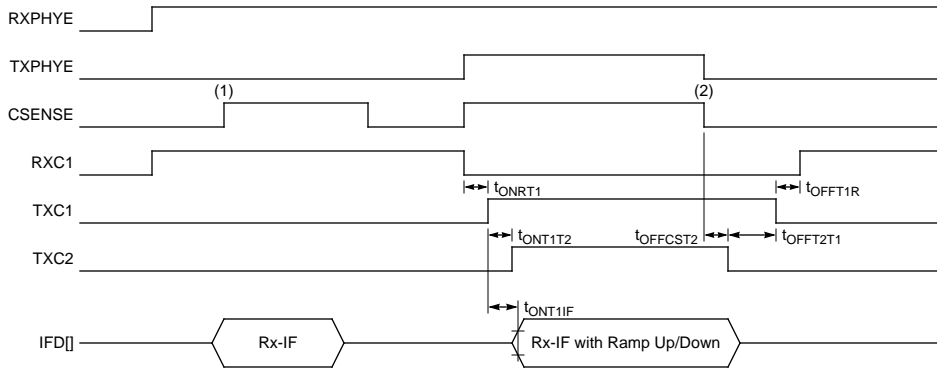 RXPHYE
TXPHYE
(1) (2)
CSENSE
RXC1
tONRT1 tOFFT1R
TXC1
tONT1T2 tOFFCST2 tOFFT2T1
TXC2
tONT1IF
IFD[] Rx-IF Rx-IF with Ramp Up/Down